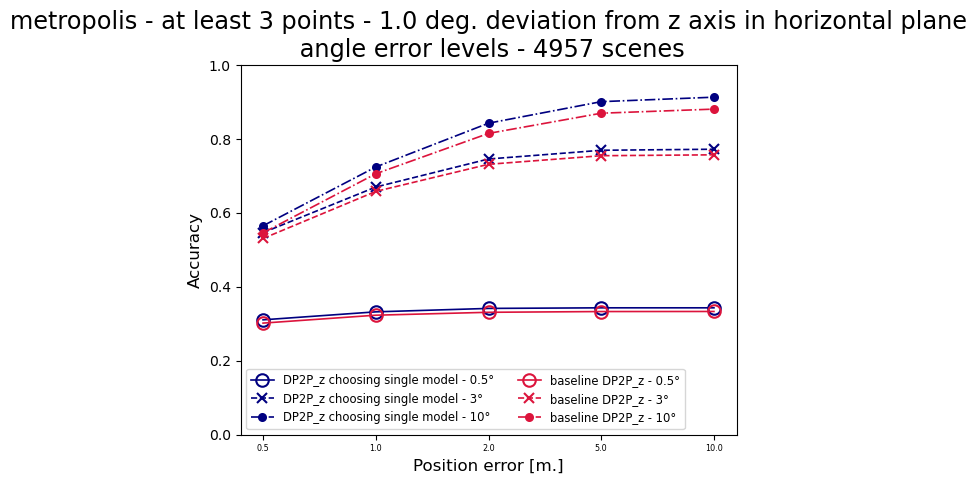 metropolis - at least 3 points - 1.0 deg. deviation from z axis in horizontal plane
angle error levels - 4957 scenes
1.0
0.8
0.6
0.4
0.2
0.0
Accuracy
DP2P_z choosing single model - 0.5°
DP2P_z choosing single model - 3°
DP2P_z choosing single model - 10°
baseline DP2P_z - 0.5°
baseline DP2P_z - 3°
baseline DP2P_z - 10°
0.5 1.0 2.0 5.0 10.0
Position error [m.]